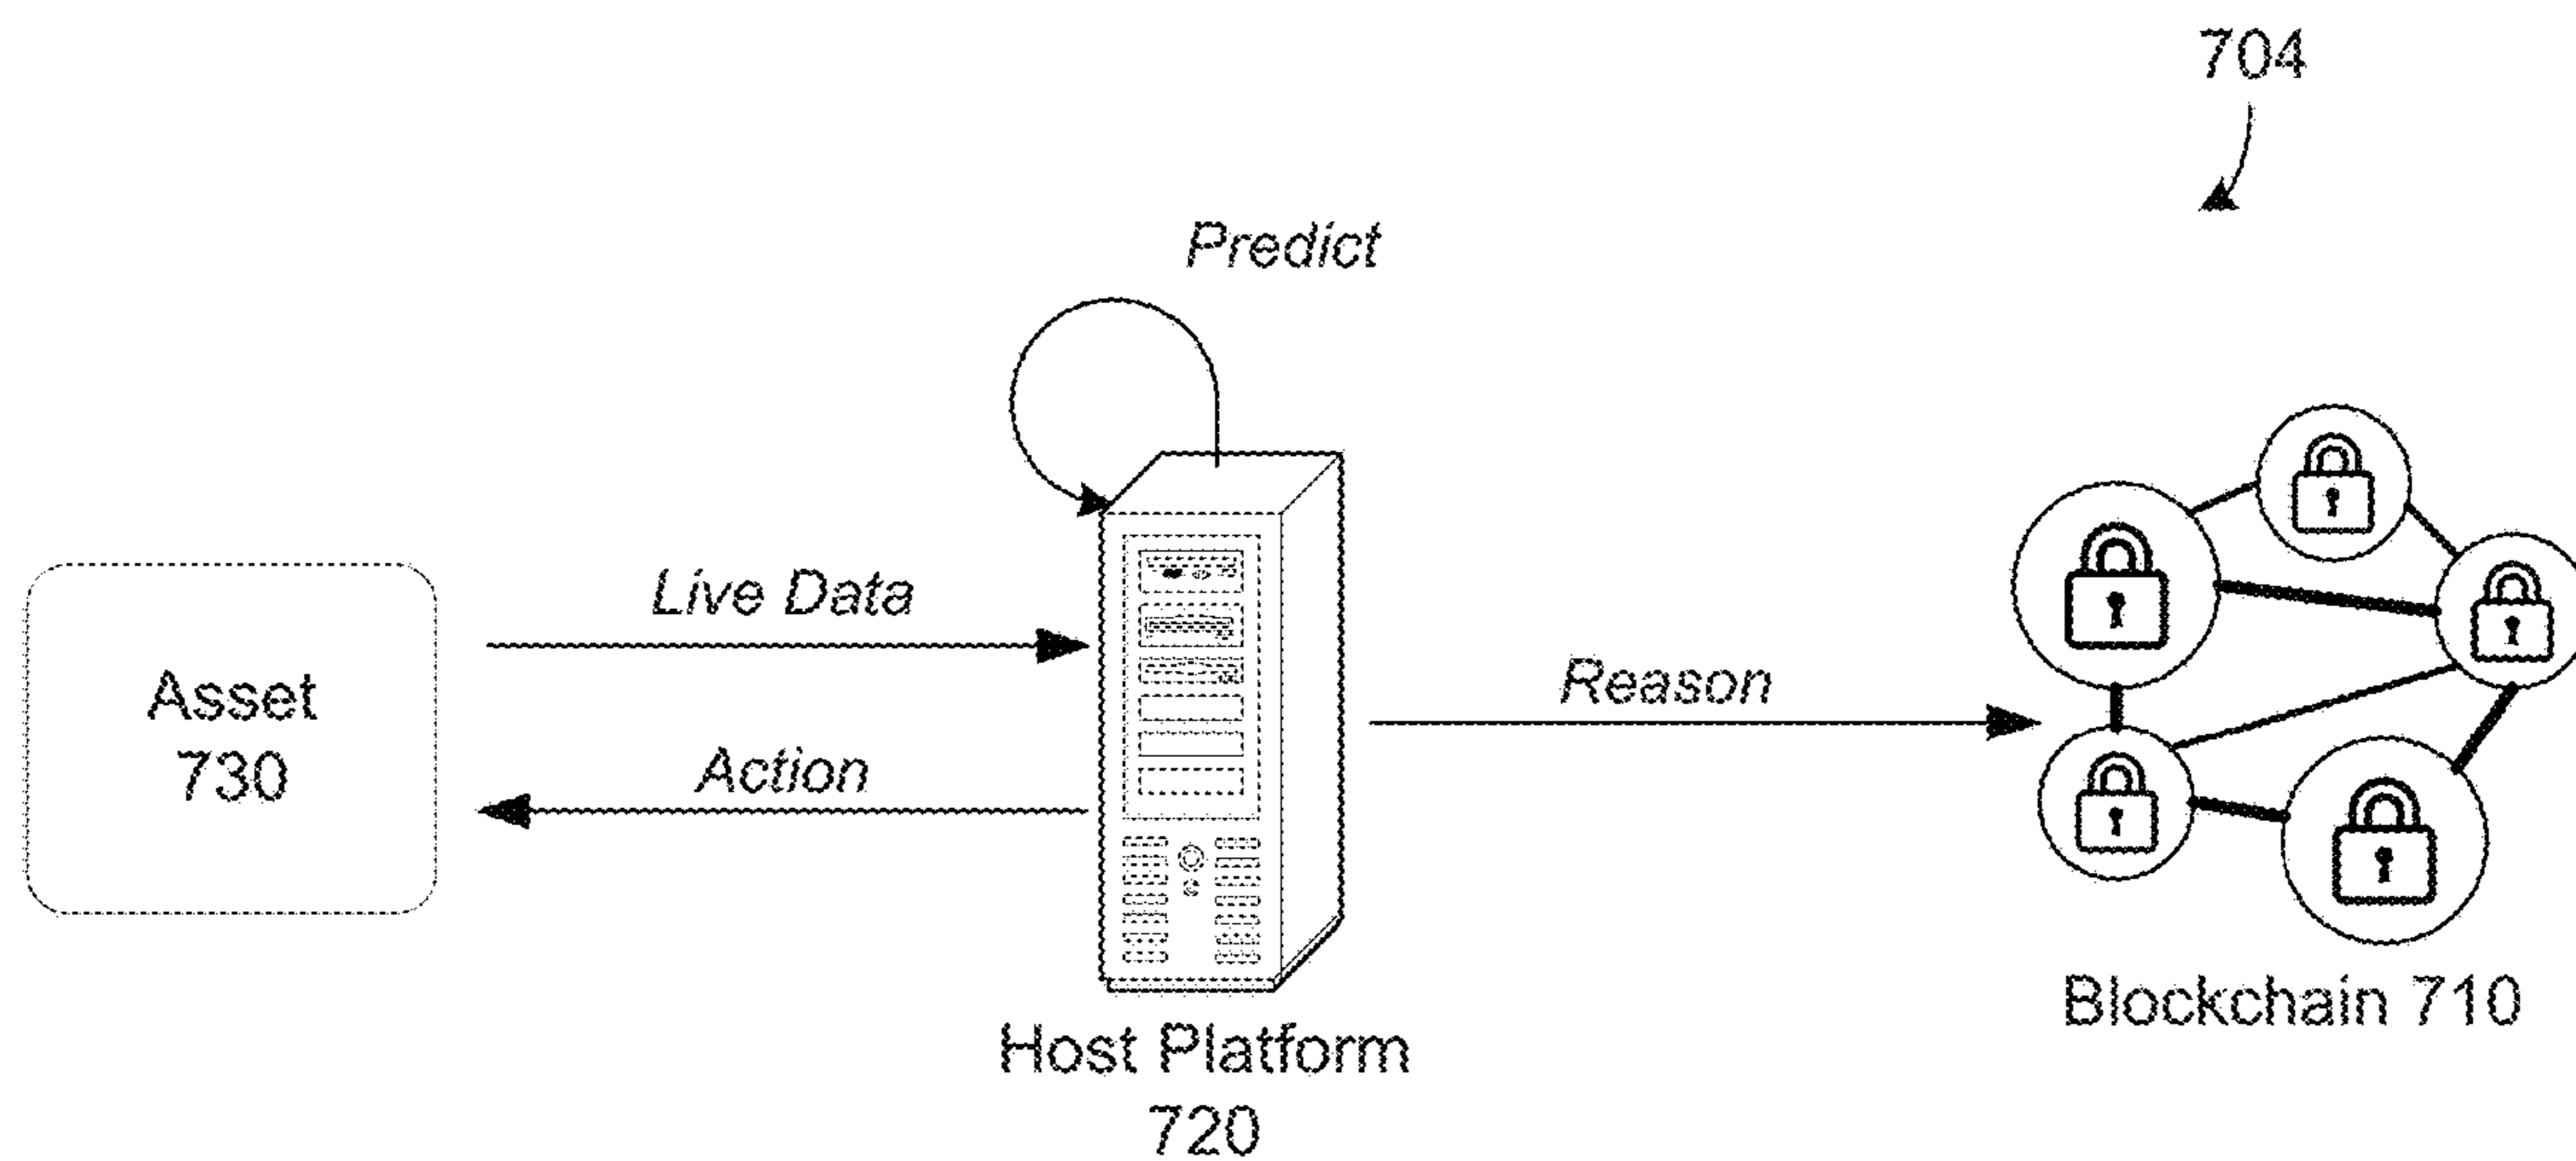 704
Predict
Live Data
Asset
730
Action
Reason
Host Platform
720
Blockchain 710